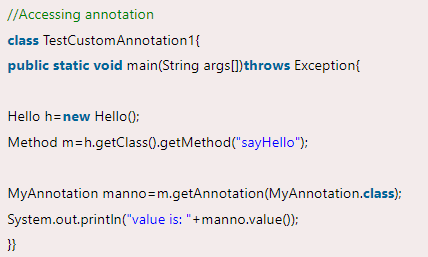 //Accessing annotation
class TestCustomAnnotation1{
public static void main(String args[])throws Exception{
Hello h=new Hello();
Method m=h.getClass().getMethod("sayHello");
MyAnnotation manno=m.getAnnotation(MyAnnotation.class);
System.out.println("value is: "+manno.value());
}}